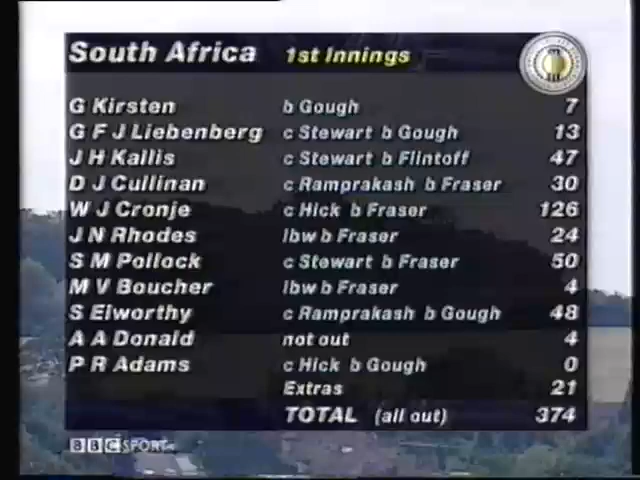 South Africa 1st Innings
G Kirsten b Gough 7
G F J Liebenberg c Stewart b Gough 13
J H Kallis c Stewart b Flintoff 47
D J Cullinan c Ramprakash b Fraser 30
W J Cronje c Hick b Fraser 126
J N Rhodes lbw b Fraser 24
S M Pollock c Stewart b Fraser 50
M V Boucher lbw b Fraser 4
S Elworthy c Ramprakash b Gough 48
A A Donald not out 4
P R Adams c Hick b Gough 0
Extras 21
TOTAL (all out) 374
BBC SPORT